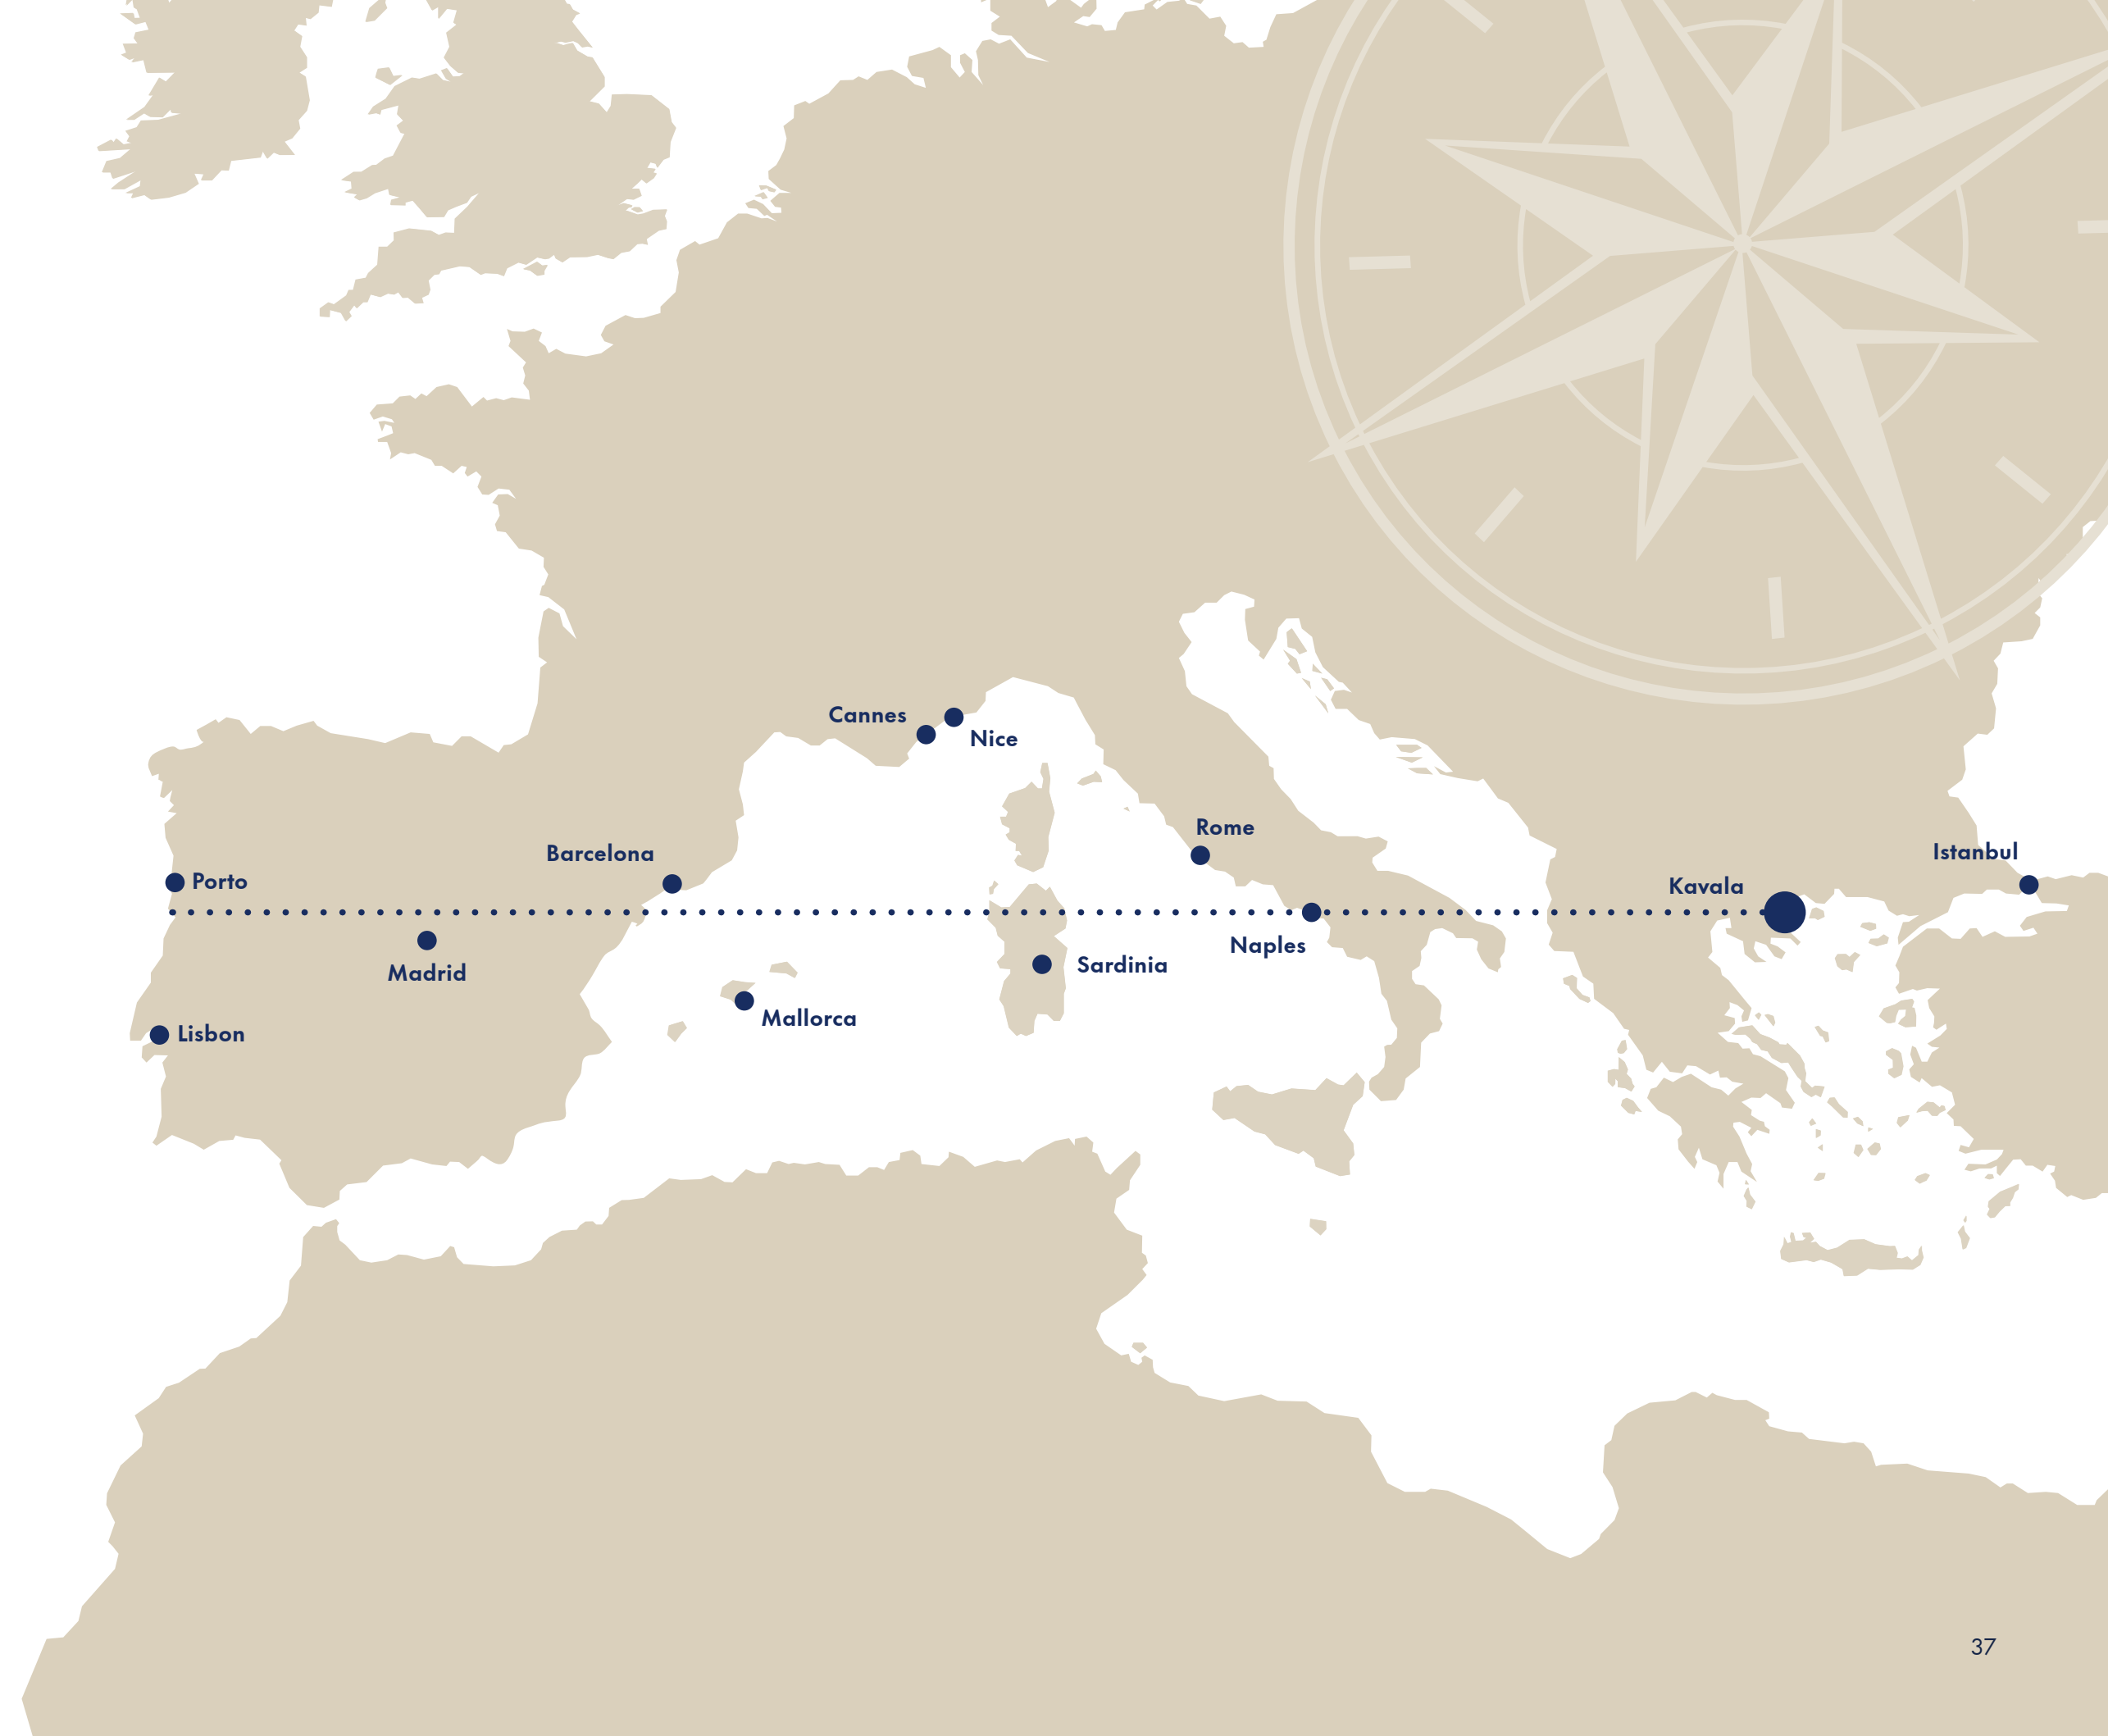 Cannes
Nice
Rome
Barcelona
Istanbul
Porto
Kavala
Naples
Madrid
Sardinia
Mallorca
Lisbon
37